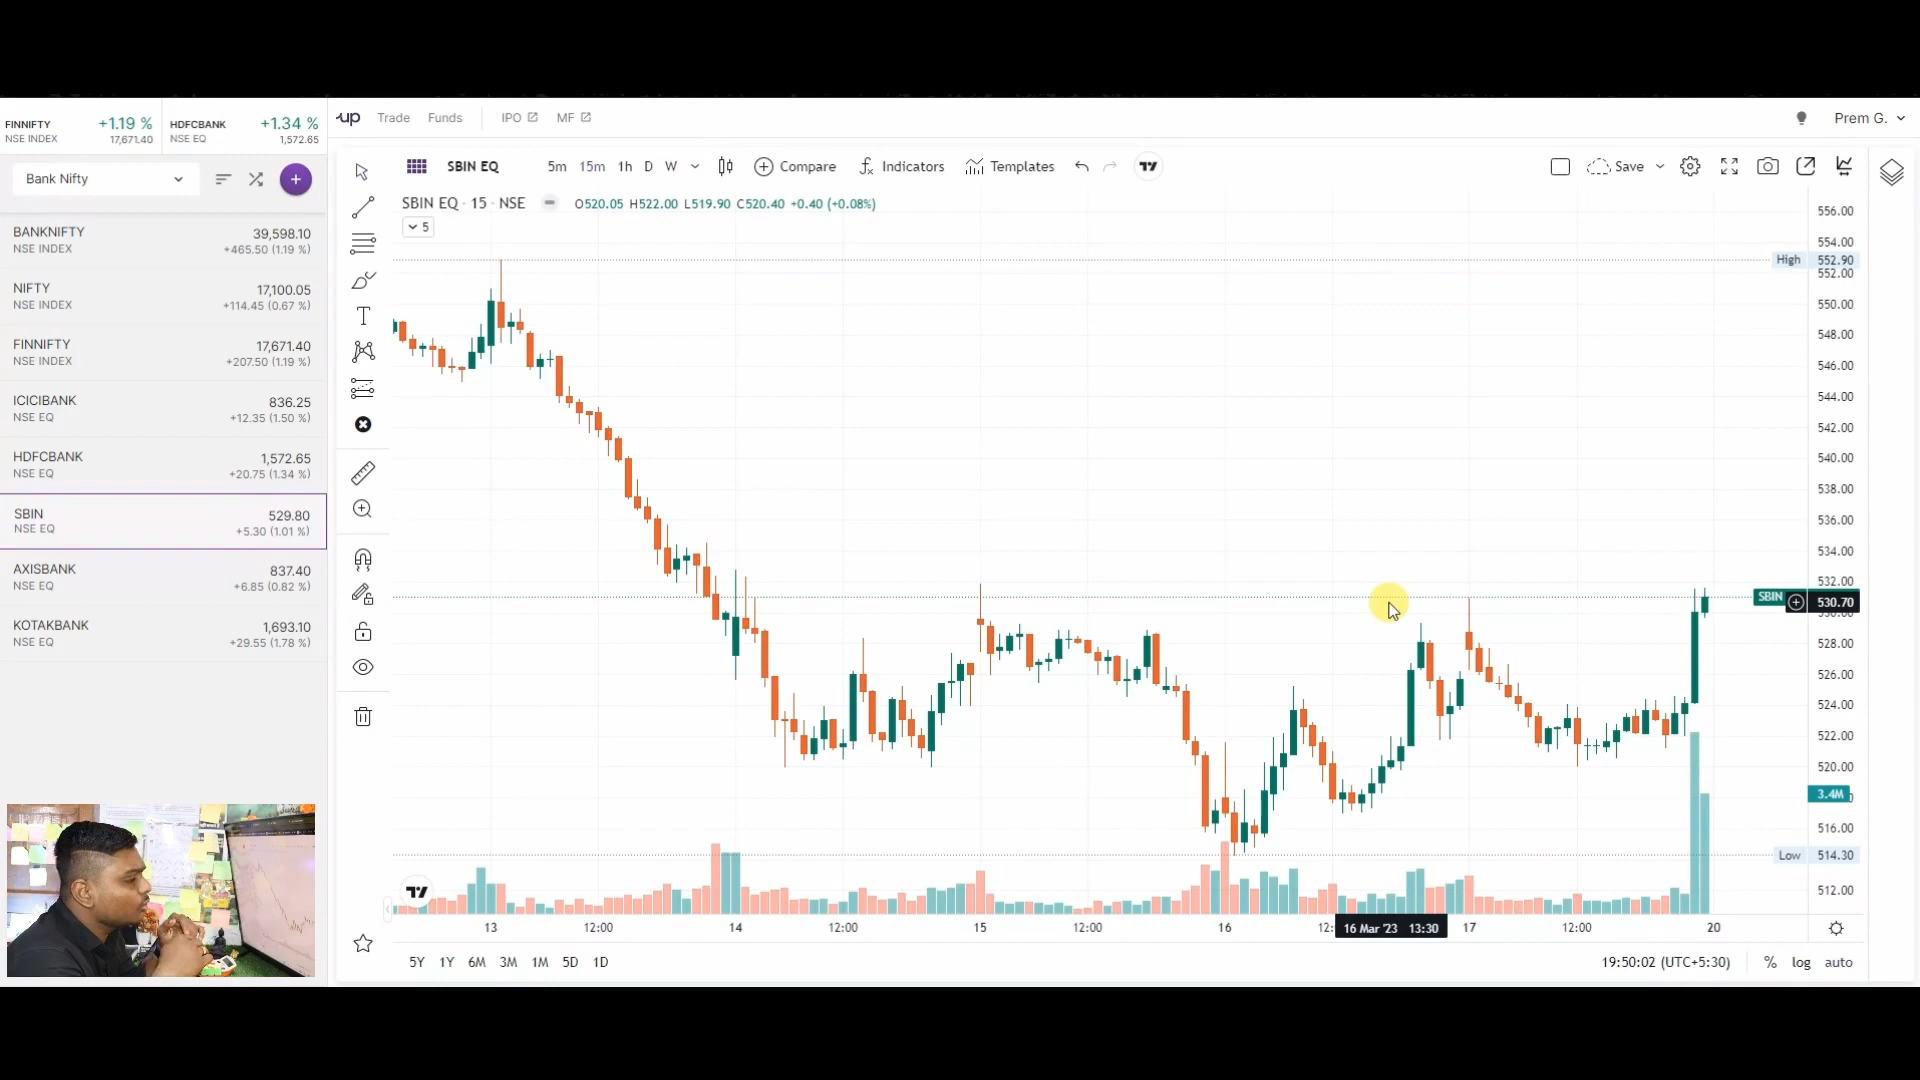 FINNIFTY +1.19 %
NSE INDEX 17,671.40
HDFCBANK +1.34 %
NSE EQ 1,572.65
up Trade Funds IPO MF
Prem G.
Bank Nifty
+
BANKNIFTY 39,598.10
NSE INDEX +465.50 (1.19 %)
NIFTY 17,100.05
NSE INDEX +114.45 (0.67 %)
FINNIFTY 17,671.40
NSE INDEX +207.50 (1.19 %)
ICICIBANK 836.25
NSE EQ +12.35 (1.50 %)
HDFCBANK 1,572.65
NSE EQ +20.75 (1.34 %)
SBIN 529.80
NSE EQ +5.30 (1.01 %)
AXISBANK 837.40
NSE EQ +6.85 (0.82 %)
KOTAKBANK 1,693.10
NSE EQ +29.55 (1.78 %)
SBIN EQ 5m 15m 1h D W Compare Indicators Templates Save
SBIN EQ · 15 · NSE O520.05 H522.00 L519.90 C520.40 +0.40 (+0.08%)
5
556.00
554.00
High 552.90
552.00
550.00
548.00
546.00
544.00
542.00
540.00
538.00
536.00
534.00
532.00
SBIN 530.70
528.00
526.00
524.00
522.00
520.00
3.4M
516.00
Low 514.30
512.00
13 12:00 14 12:00 15 12:00 16 12: 16 Mar '23 13:30 17 12:00 20
5Y 1Y 6M 3M 1M 5D 1D
19:50:02 (UTC+5:30) % log auto